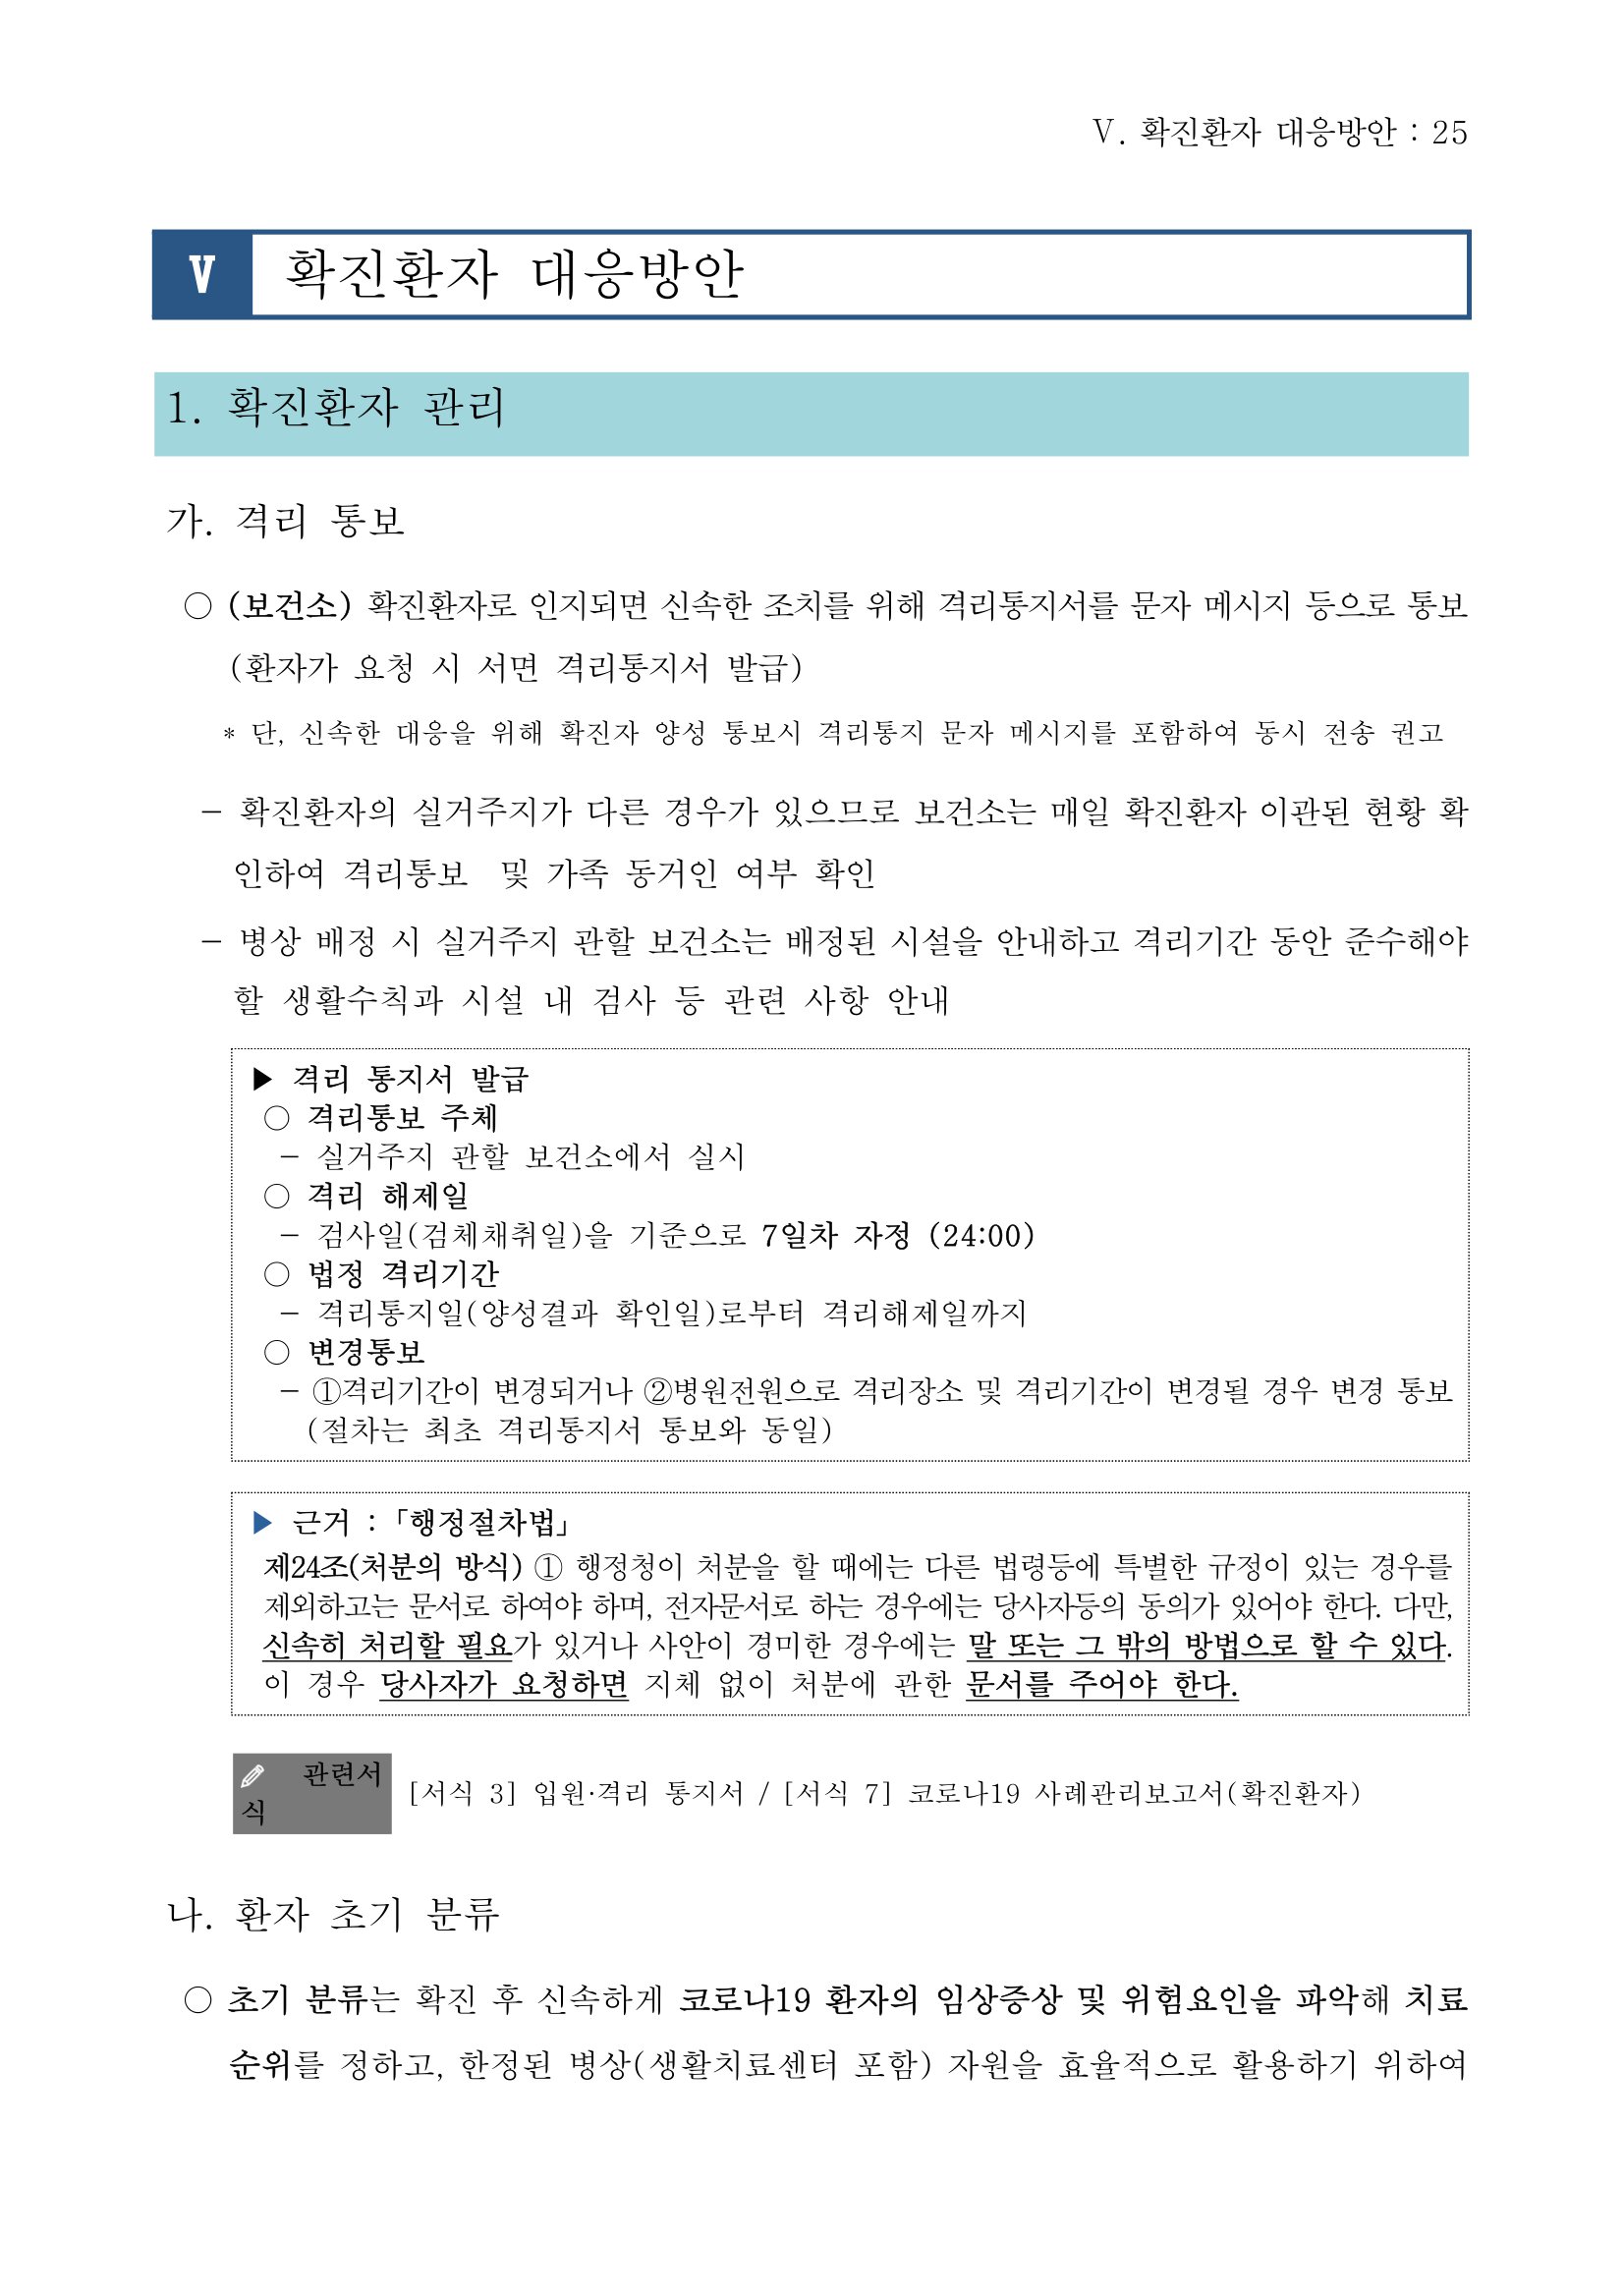 Ⅴ. 확진환자 대응방안 : 25
Ⅴ 확진환자 대응방안
1. 확진환자 관리
가. 격리 통보
○ (보건소) 확진환자로 인지되면 신속한 조치를 위해 격리통지서를 문자 메시지 등으로 통보
(환자가 요청 시 서면 격리통지서 발급)
* 단, 신속한 대응을 위해 확진자 양성 통보시 격리통지 문자 메시지를 포함하여 동시 전송 권고
- 확진환자의 실거주지가 다른 경우가 있으므로 보건소는 매일 확진환자 이관된 현황 확
인하여 격리통보 및 가족 동거인 여부 확인
- 병상 배정 시 실거주지 관할 보건소는 배정된 시설을 안내하고 격리기간 동안 준수해야
할 생활수칙과 시설 내 검사 등 관련 사항 안내
▶ 격리 통지서 발급
○ 격리통보 주체
- 실거주지 관할 보건소에서 실시
○ 격리 해제일
- 검사일(검체채취일)을 기준으로 7일차 자정 (24:00)
○ 법정 격리기간
- 격리통지일(양성결과 확인일)로부터 격리해제일까지
○ 변경통보
- ①격리기간이 변경되거나 ②병원전원으로 격리장소 및 격리기간이 변경될 경우 변경 통보
(절차는 최초 격리통지서 통보와 동일)
▶ 근거 : 「행정절차법」
제24조(처분의 방식) ① 행정청이 처분을 할 때에는 다른 법령등에 특별한 규정이 있는 경우를
제외하고는 문서로 하여야 하며, 전자문서로 하는 경우에는 당사자등의 동의가 있어야 한다. 다만,
신속히 처리할 필요가 있거나 사안이 경미한 경우에는 말 또는 그 밖의 방법으로 할 수 있다.
이 경우 당사자가 요청하면 지체 없이 처분에 관한 문서를 주어야 한다.
관련서
식
[서식 3] 입원·격리 통지서 / [서식 7] 코로나19 사례관리보고서(확진환자)
나. 환자 초기 분류
○ 초기 분류는 확진 후 신속하게 코로나19 환자의 임상증상 및 위험요인을 파악해 치료
순위를 정하고, 한정된 병상(생활치료센터 포함) 자원을 효율적으로 활용하기 위하여